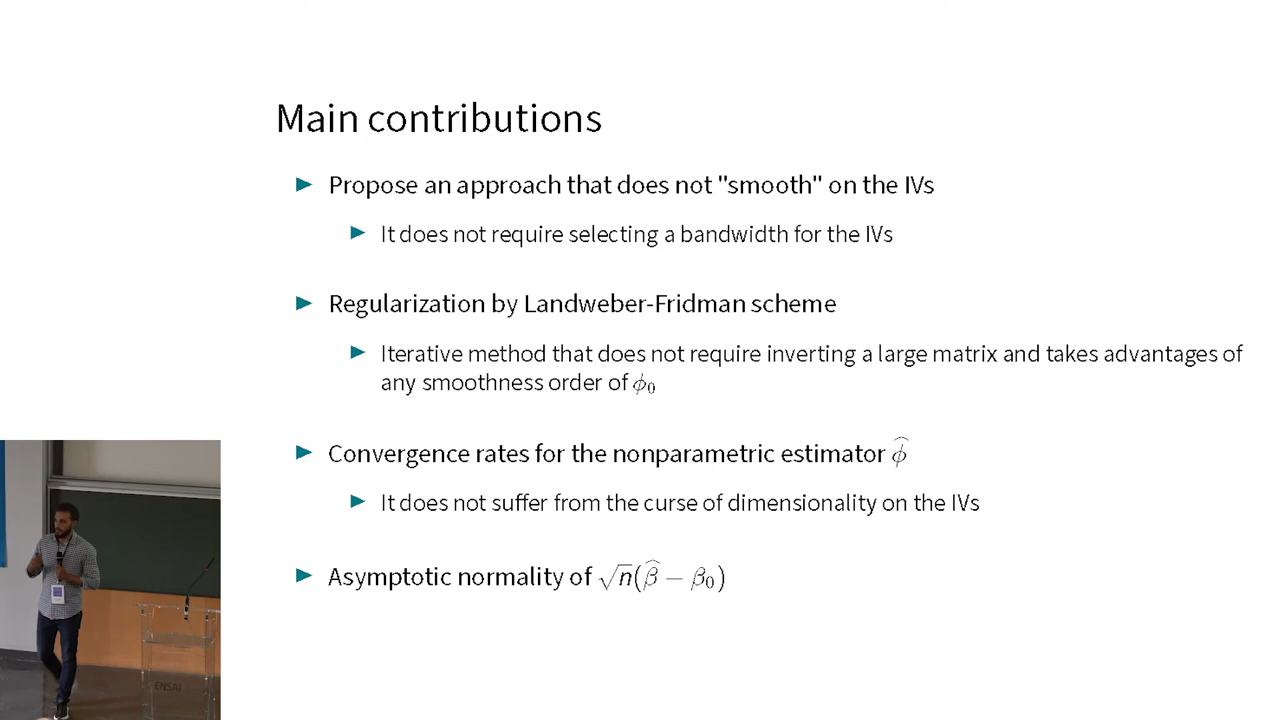 Main contributions
Propose an approach that does not "smooth" on the IVs
It does not require selecting a bandwidth for the IVs
Regularization by Landweber-Fridman scheme
Iterative method that does not require inverting a large matrix and takes advantages of
any smoothness order of ϕ₀
Convergence rates for the nonparametric estimator ϕ̂
It does not suffer from the curse of dimensionality on the IVs
Asymptotic normality of √n(β̂ − β₀)
ENSAI